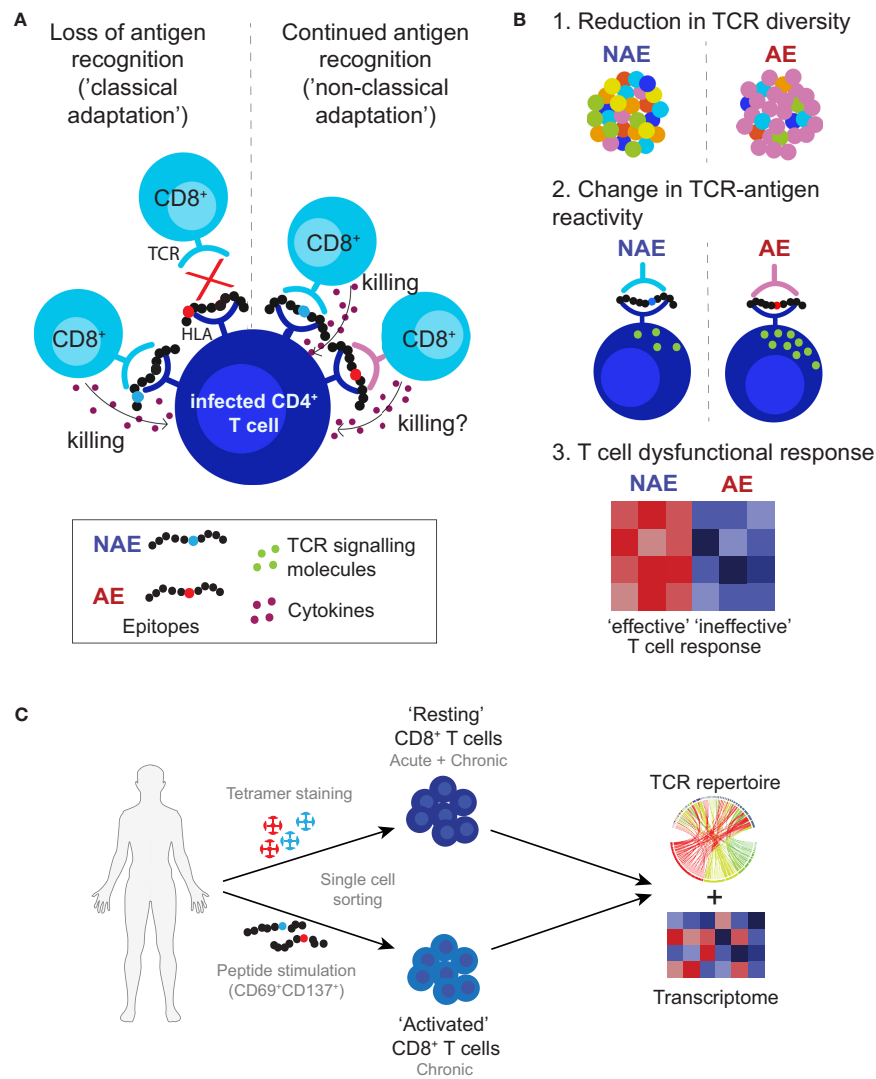 A
Loss of antigen
recognition
('classical
adaptation')
Continued antigen
recognition
('non-classical
adaptation')
CD8+
TCR
CD8+
killing
CD8+
HLA
CD8+
infected CD4+
T cell
killing
killing?
NAE
AE
Epitopes
TCR signalling
molecules
Cytokines
B
1. Reduction in TCR diversity
NAE
AE
2. Change in TCR-antigen
reactivity
NAE
AE
3. T cell dysfunctional response
NAE
AE
'effective' 'ineffective'
T cell response
C
'Resting'
CD8+ T cells
Acute + Chronic
Tetramer staining
Single cell
sorting
Peptide stimulation
(CD69+CD137+)
'Activated'
CD8+ T cells
Chronic
TCR repertoire
+
Transcriptome